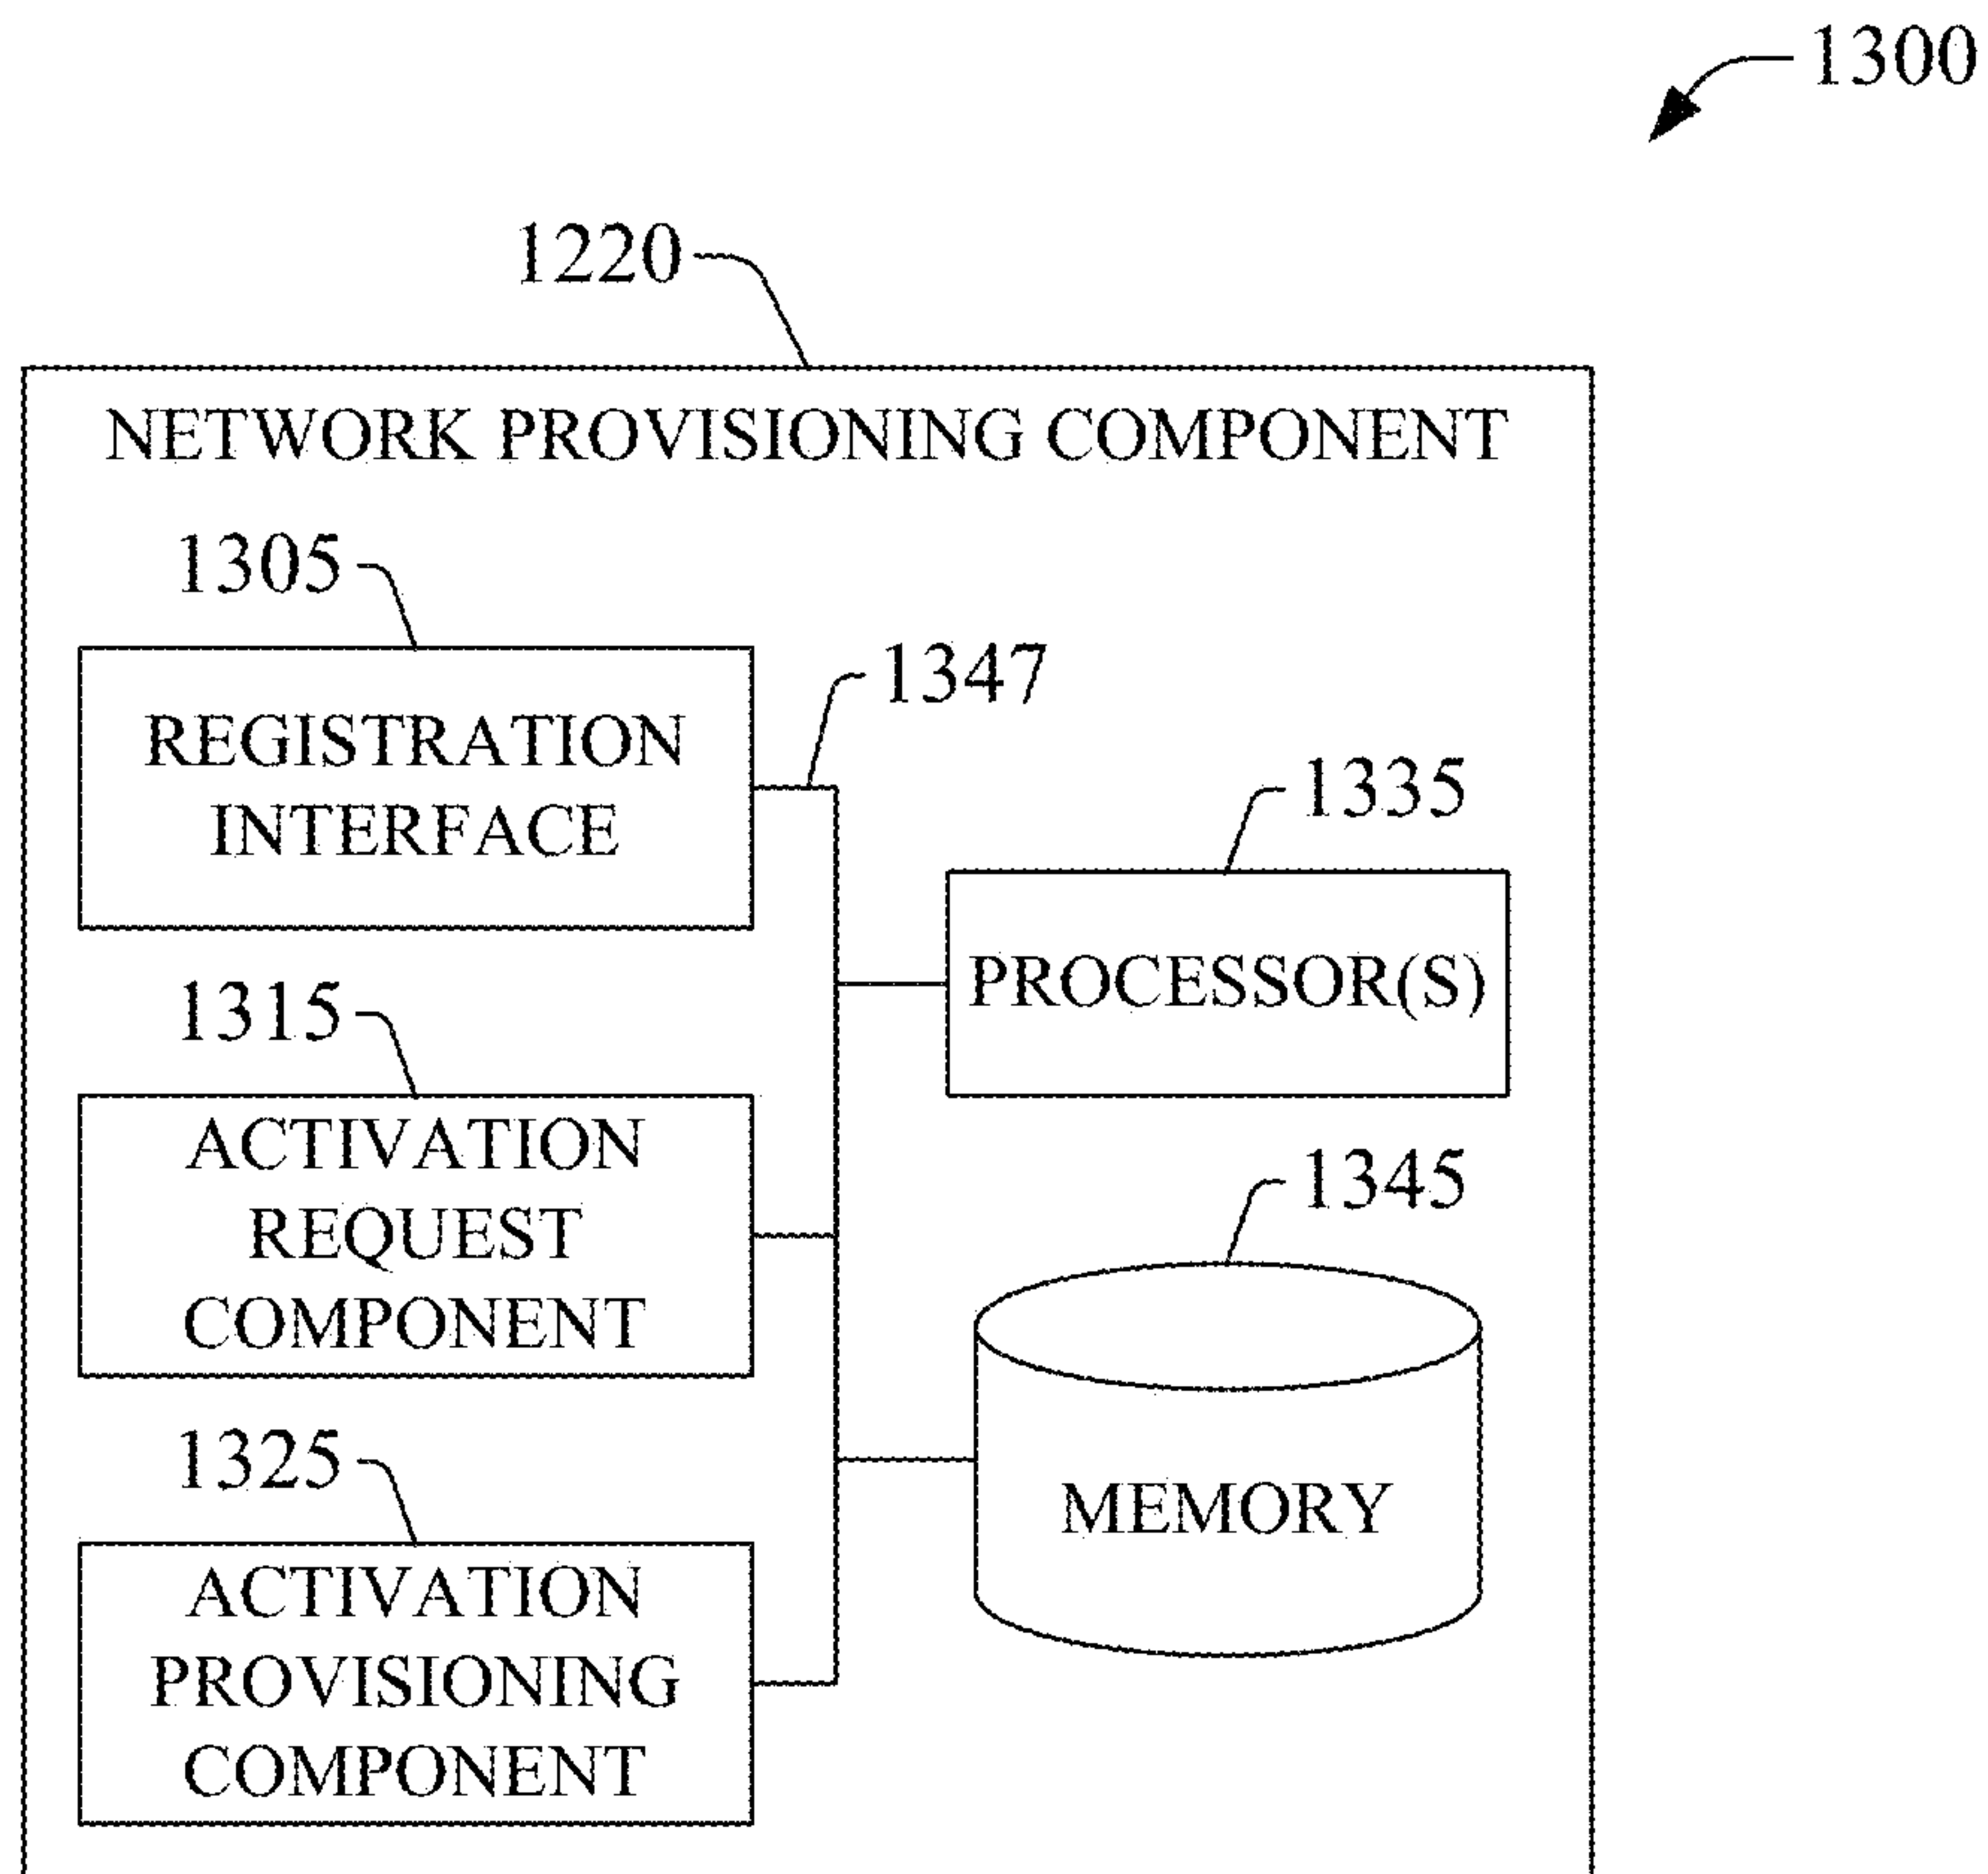 1300
1220
NETWORK PROVISIONING COMPONENT
1305
REGISTRATION
INTERFACE
1347
1335
PROCESSOR(S)
1315
ACTIVATION
REQUEST
COMPONENT
1345
MEMORY
1325
ACTIVATION
PROVISIONING
COMPONENT